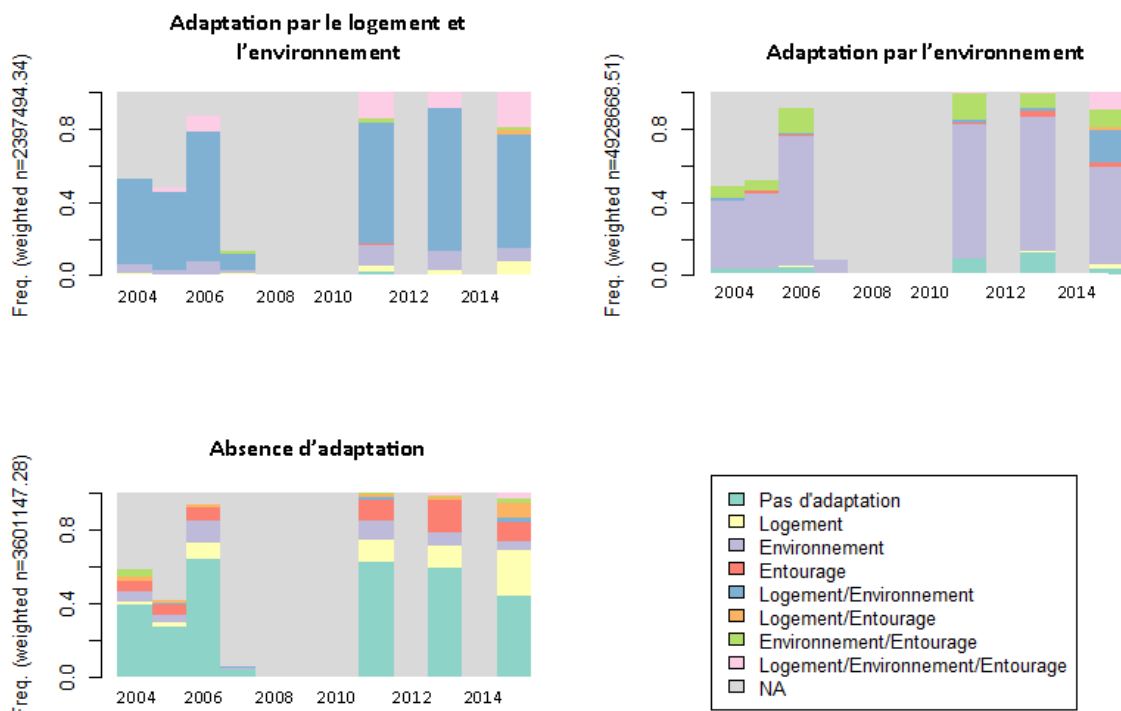 Adaptation par le logement et
l'environnement
Freq. (weighted n=2397494.34)
0.8
0.4
0.0
2004 2006 2008 2010 2012 2014
Adaptation par l'environnement
Freq. (weighted n=4928668.51)
0.8
0.4
0.0
2004 2006 2008 2010 2012 2014
Absence d'adaptation
Freq. (weighted n=3601147.28)
0.8
0.4
0.0
2004 2006 2008 2010 2012 2014
Pas d'adaptation
Logement
Environnement
Entourage
Logement/Environnement
Logement/Entourage
Environnement/Entourage
Logement/Environnement/Entourage
NA